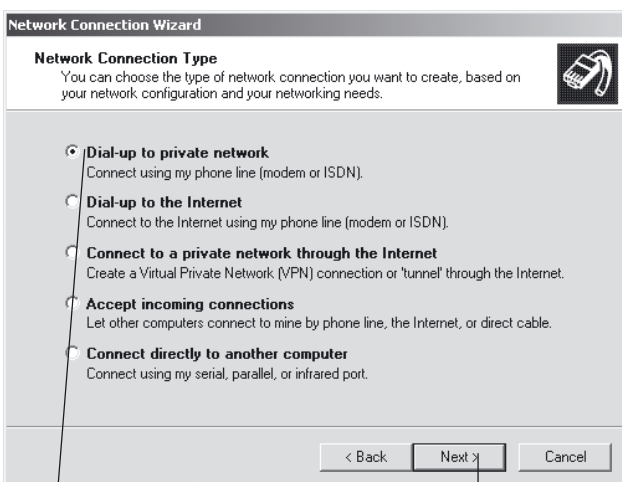 Network Connection Wizard
Network Connection Type
You can choose the type of network connection you want to create, based on
your network configuration and your networking needs.
Dial-up to private network
Connect using my phone line (modem or ISDN).
Dial-up to the Internet
Connect to the Internet using my phone line (modem or ISDN).
Connect to a private network through the Internet
Create a Virtual Private Network (VPN) connection or 'tunnel' through the Internet.
Accept incoming connections
Let other computers connect to mine by phone line, the Internet, or direct cable.
Connect directly to another computer
Connect using my serial, parallel, or infrared port.
< Back Next > Cancel